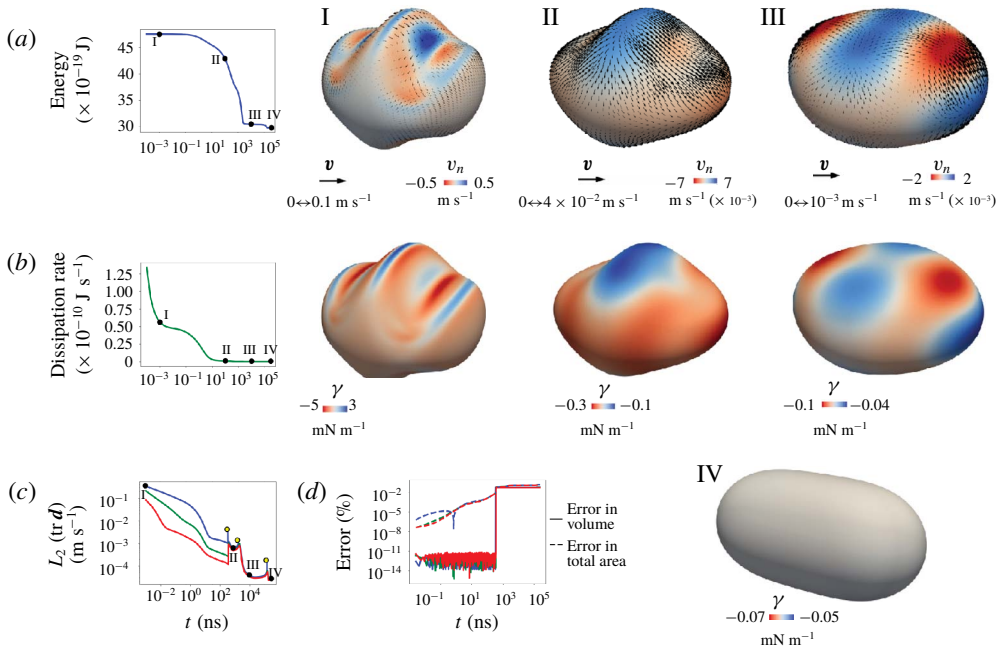 (a)
Energy
(× 10⁻¹⁹ J)
45
40
35
30
I
II
III
IV
10⁻³
10⁻¹
10¹
10³
10⁵
I
v
0↔0.1 m s⁻¹
vₙ
−0.5 0.5
m s⁻¹
II
v
0↔4 × 10⁻² m s⁻¹
vₙ
−7 7
m s⁻¹ (× 10⁻³)
III
v
0↔10⁻³ m s⁻¹
vₙ
−2 2
m s⁻¹ (× 10⁻³)
(b)
Dissipation rate
(× 10⁻¹⁰ J s⁻¹)
1.25
1.00
0.75
0.50
0.25
0
I
II
III
IV
10⁻³
10⁻¹
10¹
10³
10⁵
γ
−5 3
mN m⁻¹
γ
−0.3 −0.1
mN m⁻¹
γ
−0.1 −0.04
mN m⁻¹
(c)
L₂ (tr d)
(m s⁻¹)
10⁻¹
10⁻²
10⁻³
10⁻⁴
I
II
III
IV
10⁻²
10⁰
10²
10⁴
t (ns)
(d)
Error (%)
10⁻²
10⁻⁵
10⁻⁸
10⁻¹¹
10⁻¹⁴
10⁻¹
10¹
10³
10⁵
t (ns)
Error in
volume
Error in
total area
IV
γ
−0.07 −0.05
mN m⁻¹